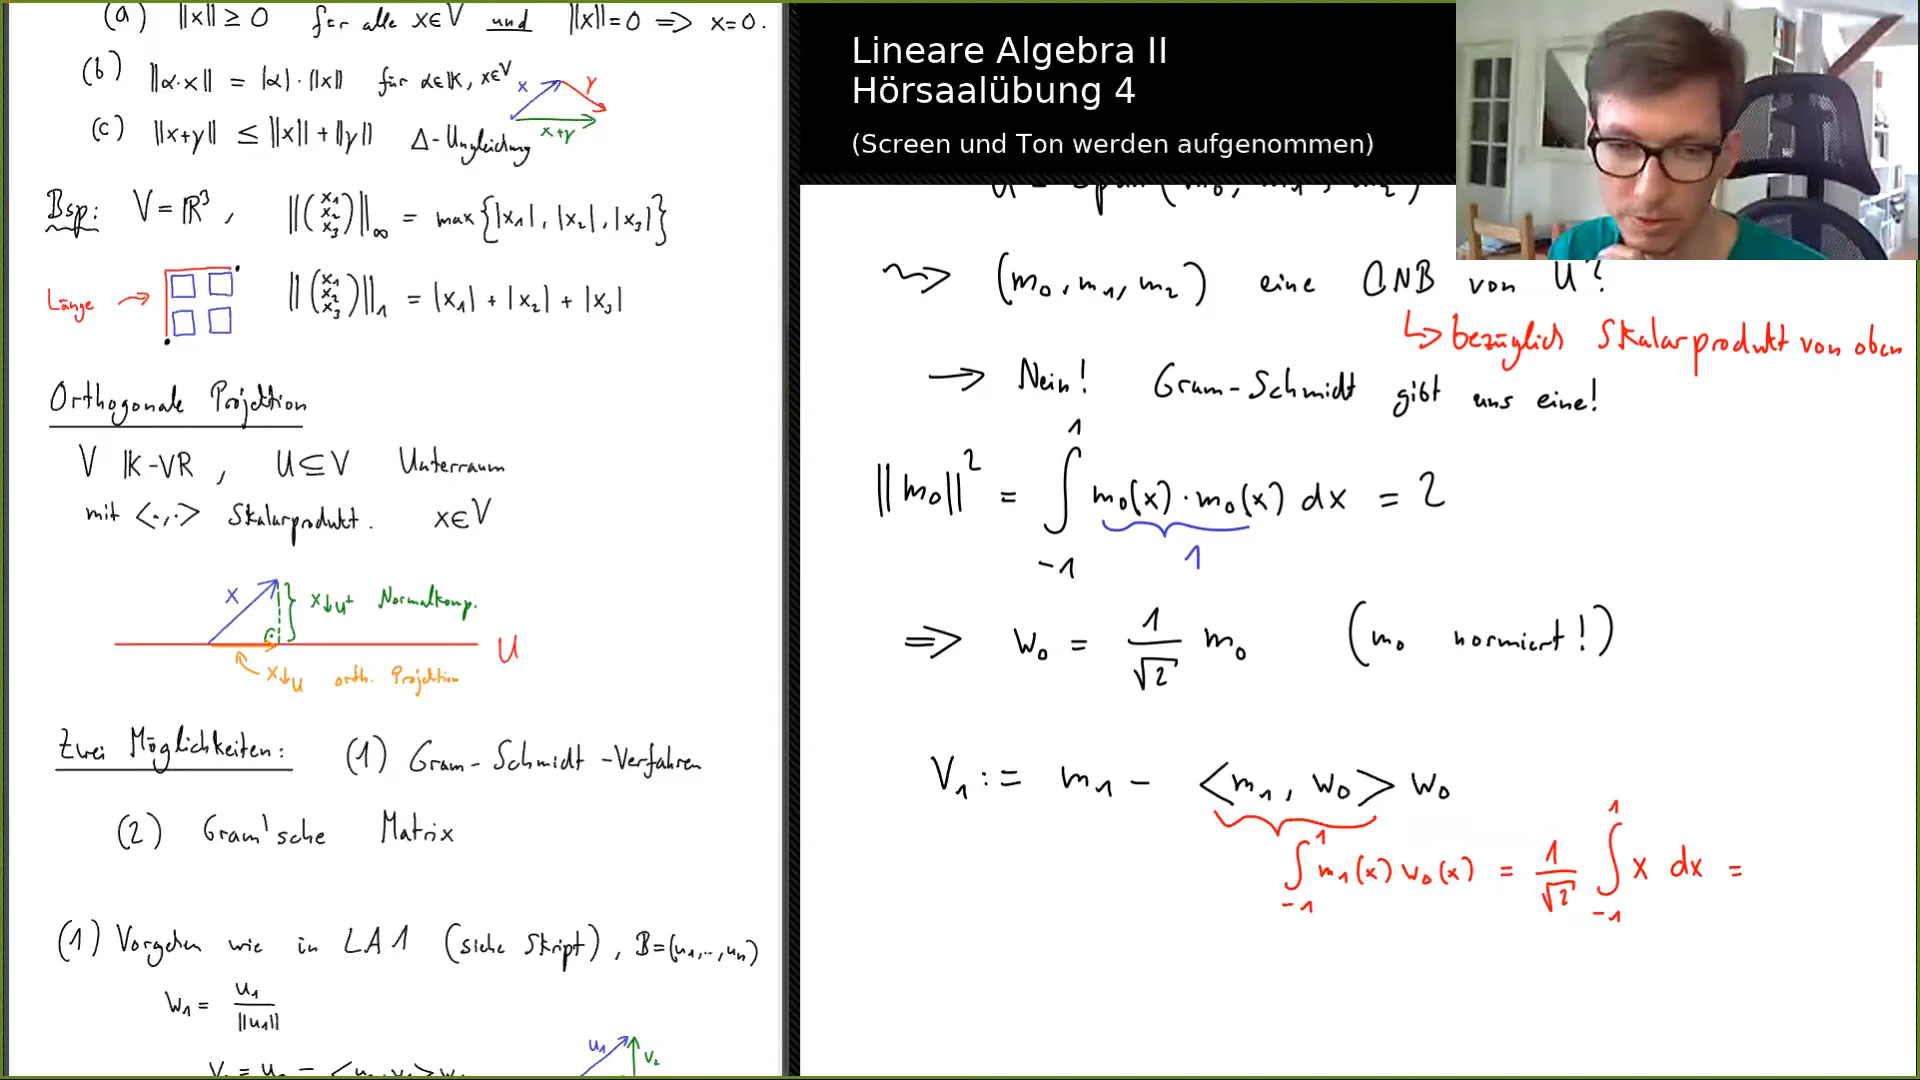 (a) ||x|| ≥ 0 für alle x∈V und ||x|| = 0 ⟹ x=0.
(b) ||α·x|| = |α|·||x|| für α∈K, x∈V
x y
x+y
(c) ||x+y|| ≤ ||x|| + ||y|| Δ-Ungleichung
Bsp: V = ℝ³, ||(x₁ x₂ x₃)||∞ = max{|x₁|, |x₂|, |x₃|}
Länge → ||(x₁ x₂ x₃)||₁ = |x₁| + |x₂| + |x₃|
Orthogonale Projektion
V K-VR, U⊆V Unterraum
mit <·,·> Skalarprodukt. x∈V
x } x↓U⊥ Normalkomp.
U
x↓U orth. Projektion
Zwei Möglichkeiten: (1) Gram-Schmidt-Verfahren
(2) Gram'sche Matrix
(1) Vorgehen wie in LA1 (siehe Skript), B=(u₁,..,uₙ)
w₁ = u₁ / ||u₁||
u₁ v₂
Lineare Algebra II
Hörsaalübung 4
(Screen und Ton werden aufgenommen)
⇝ (m₀, m₁, m₂) eine ONB von U?
↳ bezüglich Skalarprodukt von oben
→ Nein! Gram-Schmidt gibt uns eine!
||m₀||² = ∫₋₁¹ m₀(x)·m₀(x) dx = 2
1
⟹ w₀ = 1/√2 m₀ (m₀ normiert!)
V₁ := m₁ - <m₁, w₀> w₀
∫₋₁¹ m₁(x) w₀(x) = 1/√2 ∫₋₁¹ x dx =